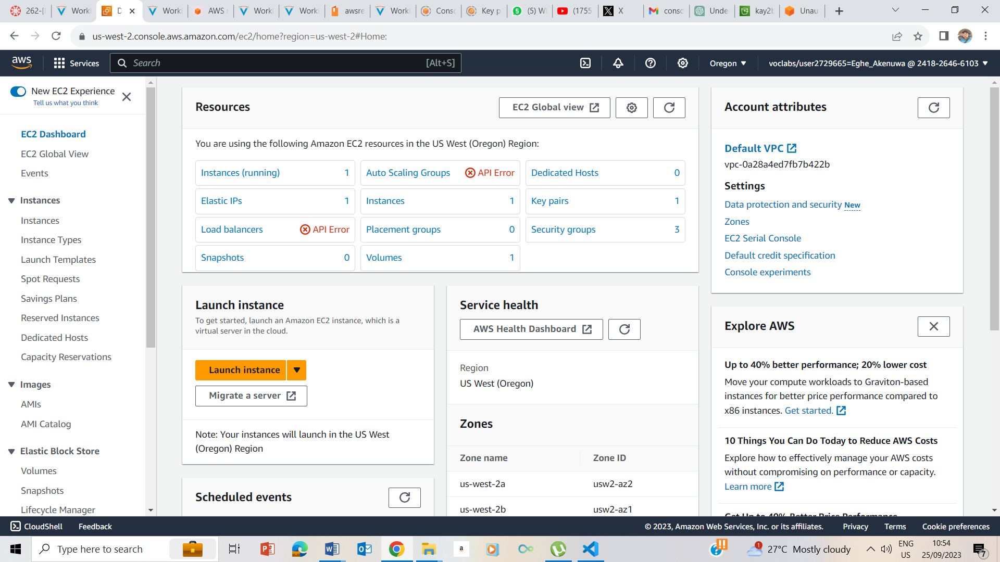 262-[
Work
D
Work
AWS
Work
Work
awsre
Work
Conso
Key p
(5) W
(1755
X
conso
Unde
kay2b
Unau
us-west-2.console.aws.amazon.com/ec2/home?region=us-west-2#Home:
aws
Services
Search
[Alt+S]
Oregon
voclabs/user2729665=Eghe_Akenuwa @ 2418-2646-6103
New EC2 Experience
Tell us what you think
EC2 Dashboard
EC2 Global View
Events
Instances
Instances
Instance Types
Launch Templates
Spot Requests
Savings Plans
Reserved Instances
Dedicated Hosts
Capacity Reservations
Images
AMIs
AMI Catalog
Elastic Block Store
Volumes
Snapshots
Lifecycle Manager
Resources
EC2 Global view
You are using the following Amazon EC2 resources in the US West (Oregon) Region:
Instances (running) 1
Auto Scaling Groups API Error
Dedicated Hosts 0
Elastic IPs 1
Instances 1
Key pairs 1
Load balancers API Error
Placement groups 0
Security groups 3
Snapshots 0
Volumes 1
Launch instance
To get started, launch an Amazon EC2 instance, which is a
virtual server in the cloud.
Launch instance
Migrate a server
Note: Your instances will launch in the US West
(Oregon) Region
Scheduled events
Service health
AWS Health Dashboard
Region
US West (Oregon)
Zones
Zone name Zone ID
us-west-2a usw2-az2
us-west-2b usw2-az1
Account attributes
Default VPC
vpc-0a28a4ed7fb7b422b
Settings
Data protection and security New
Zones
EC2 Serial Console
Default credit specification
Console experiments
Explore AWS
Up to 40% better performance; 20% lower cost
Move your compute workloads to Graviton-based
instances for better price performance compared to
x86 instances. Get started.
10 Things You Can Do Today to Reduce AWS Costs
Explore how to effectively manage your AWS costs
without compromising on performance or capacity.
Learn more
Get Up to 40% Better Price Performance
CloudShell
Feedback
© 2023, Amazon Web Services, Inc. or its affiliates.
Privacy
Terms
Cookie preferences
Type here to search
27°C Mostly cloudy
ENG
US
10:54
25/09/2023
7